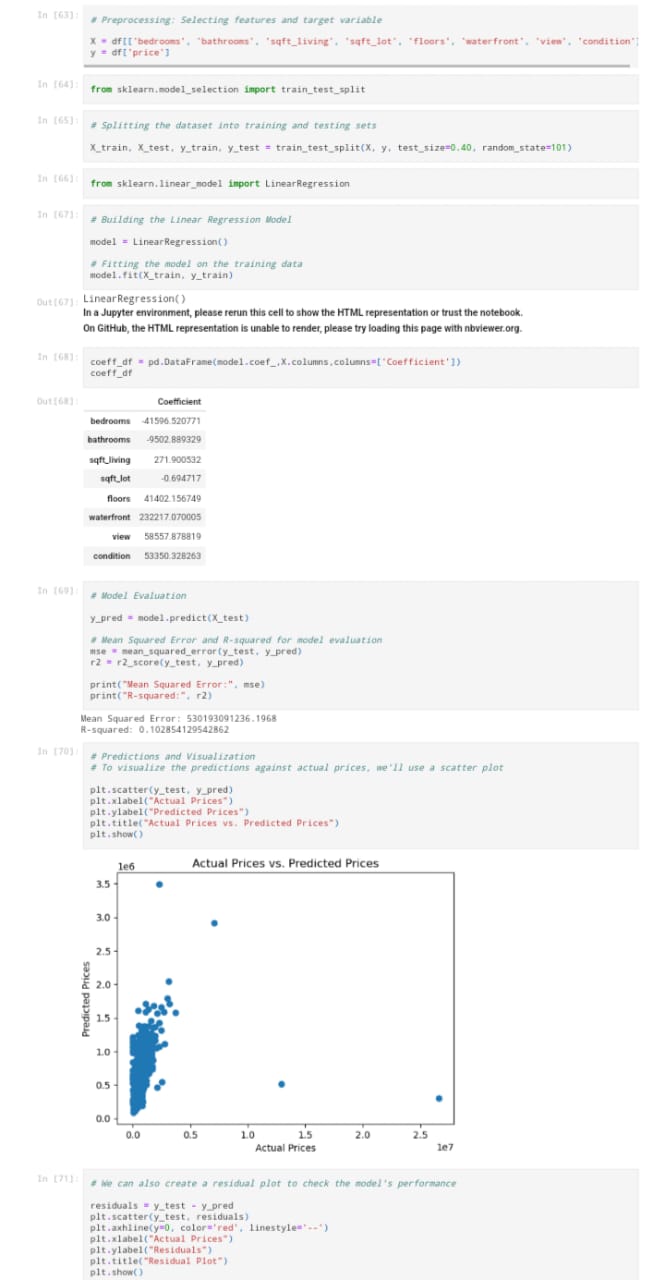 In [63]:
# Preprocessing: Selecting features and target variable
X = df[['bedrooms', 'bathrooms', 'sqft_living', 'sqft_lot', 'floors', 'waterfront', 'view', 'condition']
y = df['price']
In [64]:
from sklearn.model_selection import train_test_split
In [65]:
# Splitting the dataset into training and testing sets
X_train, X_test, y_train, y_test = train_test_split(X, y, test_size=0.40, random_state=101)
In [66]:
from sklearn.linear_model import LinearRegression
In [67]:
# Building the Linear Regression Model
model = LinearRegression()
# Fitting the model on the training data
model.fit(X_train, y_train)
Out[67]: LinearRegression()
In a Jupyter environment, please rerun this cell to show the HTML representation or trust the notebook.
On GitHub, the HTML representation is unable to render, please try loading this page with nbviewer.org.
In [68]:
coeff_df = pd.DataFrame(model.coef_,X.columns,columns=['Coefficient'])
coeff_df
Out[68]:
Coefficient
bedrooms -41596.520771
bathrooms -9502.889329
sqft_living 271.900532
sqft_lot -0.694717
floors 41402.156749
waterfront 232217.070005
view 58557.878819
condition 53350.328263
In [69]:
# Model Evaluation
y_pred = model.predict(X_test)
# Mean Squared Error and R-squared for model evaluation
mse = mean_squared_error(y_test, y_pred)
r2 = r2_score(y_test, y_pred)
print("Mean Squared Error:", mse)
print("R-squared:", r2)
Mean Squared Error: 530193091236.1968
R-squared: 0.102854129542862
In [70]:
# Predictions and Visualization
# To visualize the predictions against actual prices, we'll use a scatter plot
plt.scatter(y_test, y_pred)
plt.xlabel("Actual Prices")
plt.ylabel("Predicted Prices")
plt.title("Actual Prices vs. Predicted Prices")
plt.show()
1e6
Actual Prices vs. Predicted Prices
3.5
3.0
2.5
2.0
1.5
1.0
0.5
0.0
Predicted Prices
0.0 0.5 1.0 1.5 2.0 2.5
Actual Prices
1e7
In [71]:
# We can also create a residual plot to check the model's performance
residuals = y_test - y_pred
plt.scatter(y_test, residuals)
plt.axhline(y=0, color='red', linestyle='--')
plt.xlabel("Actual Prices")
plt.ylabel("Residuals")
plt.title("Residual Plot")
plt.show()